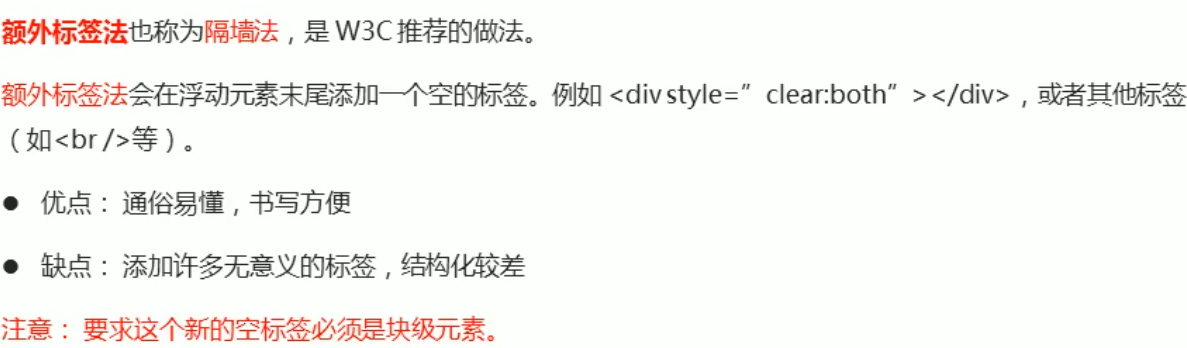 额外标签法也称为隔墙法，是 W3C 推荐的做法。
额外标签法会在浮动元素末尾添加一个空的标签。例如 <div style=”clear:both”></div>，或者其他标签
（如<br />等）。
● 优点： 通俗易懂，书写方便
● 缺点： 添加许多无意义的标签，结构化较差
注意： 要求这个新的空标签必须是块级元素。